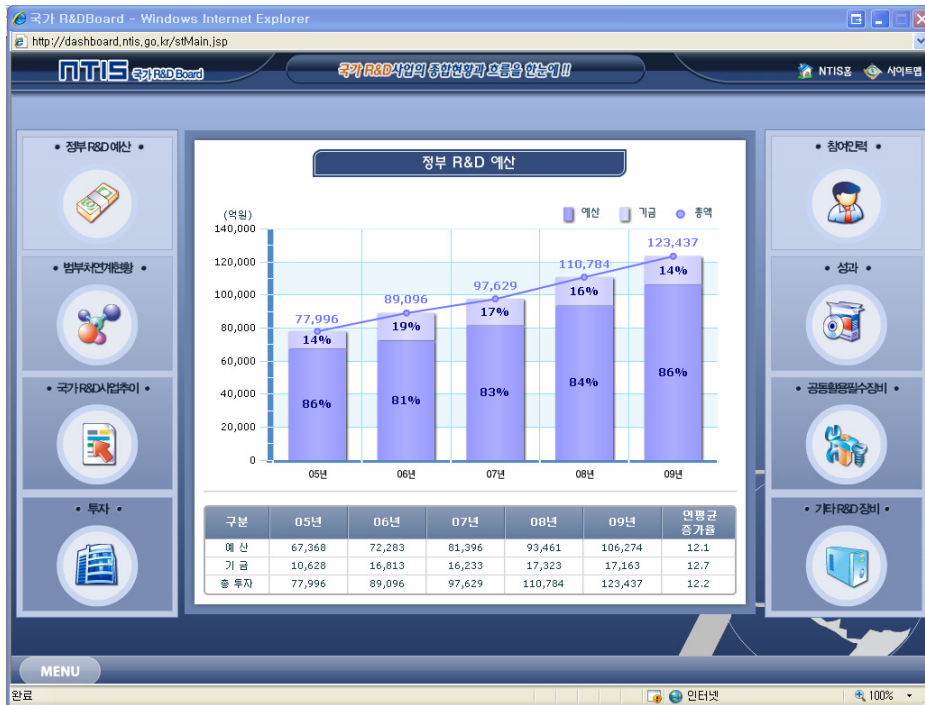 국가 R&DBoard - Windows Internet Explorer
http://dashboard.ntis.go.kr/stMain.jsp
NTIS 국가 R&D Board
국가 R&D사업의 종합현황과 흐름을 한눈에 !!
NTIS홈
사이트맵
• 정부 R&D 예산 •
• 범부처연계현황 •
• 국가 R&D사업추이 •
• 투자 •
정부 R&D 예산
(억원)
예산 기금 총액
140,000
120,000
100,000
80,000
60,000
40,000
20,000
0
77,996
89,096
97,629
110,784
123,437
14%
19%
17%
16%
14%
86%
81%
83%
84%
86%
05년 06년 07년 08년 09년
구분 05년 06년 07년 08년 09년 연평균 증가율
예 산 67,368 72,283 81,396 93,461 106,274 12.1
기 금 10,628 16,813 16,233 17,323 17,163 12.7
총 투자 77,996 89,096 97,629 110,784 123,437 12.2
• 참여인력 •
• 성과 •
• 공동활용필수장비 •
• 기타 R&D 장비 •
MENU
완료
인터넷
100%